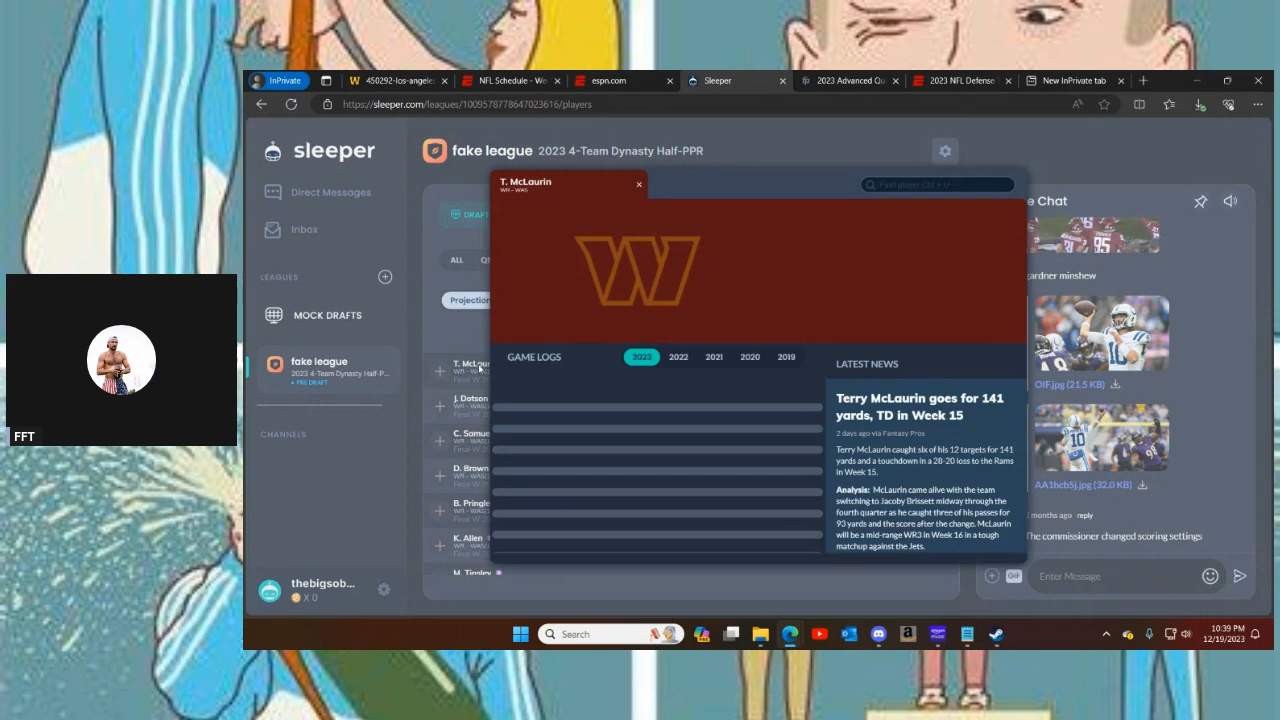 InPrivate
450292-los-angele
NFL Schedule - We
espn.com
Sleeper
2023 Advanced Qu
2023 NFL Defense
New InPrivate tab
https://sleeper.com/leagues/1009578778647023616/players
sleeper
Direct Messages
Inbox
LEAGUES
MOCK DRAFTS
fake league
2023 4-Team Dynasty Half-P...
PRE DRAFT
CHANNELS
thebigsob...
X 0
fake league 2023 4-Team Dynasty Half-PPR
DRAFT
ALL
Projection
T. McLau
J. Dotson
C. Samue
D. Brown
B. Pringle
K. Allen
M. Tinsley
T. McLaurin
WR - WAS
Find player Ctrl + U
W
GAME LOGS
2023 2022 2021 2020 2019
LATEST NEWS
Terry McLaurin goes for 141
yards, TD in Week 15
2 days ago via Fantasy Pros
Terry McLaurin caught six of his 12 targets for 141
yards and a touchdown in a 28-20 loss to the Rams
in Week 15.
Analysis: McLaurin came alive with the team
switching to Jacoby Brissett midway through the
fourth quarter as he caught three of his passes for
93 yards and the score after the change. McLaurin
will be a mid-range WR3 in Week 16 in a tough
matchup against the Jets.
e Chat
gardner minshew
OIF.jpg (21.5 KB)
AA1hcb5j.jpg (32.0 KB)
months ago reply
The commissioner changed scoring settings
GIF
Enter Message
Search
10:39 PM
12/19/2023
FFT